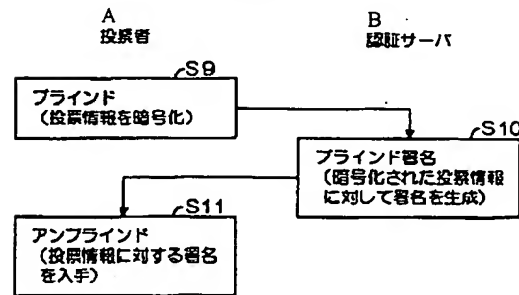 A
投票者
B
認証サーバ
S9
ブラインド
(投票情報を暗号化)
S10
ブラインド署名
(暗号化された投票情報
に対して署名を生成)
S11
アンブラインド
(投票情報に対する署名
を入手)